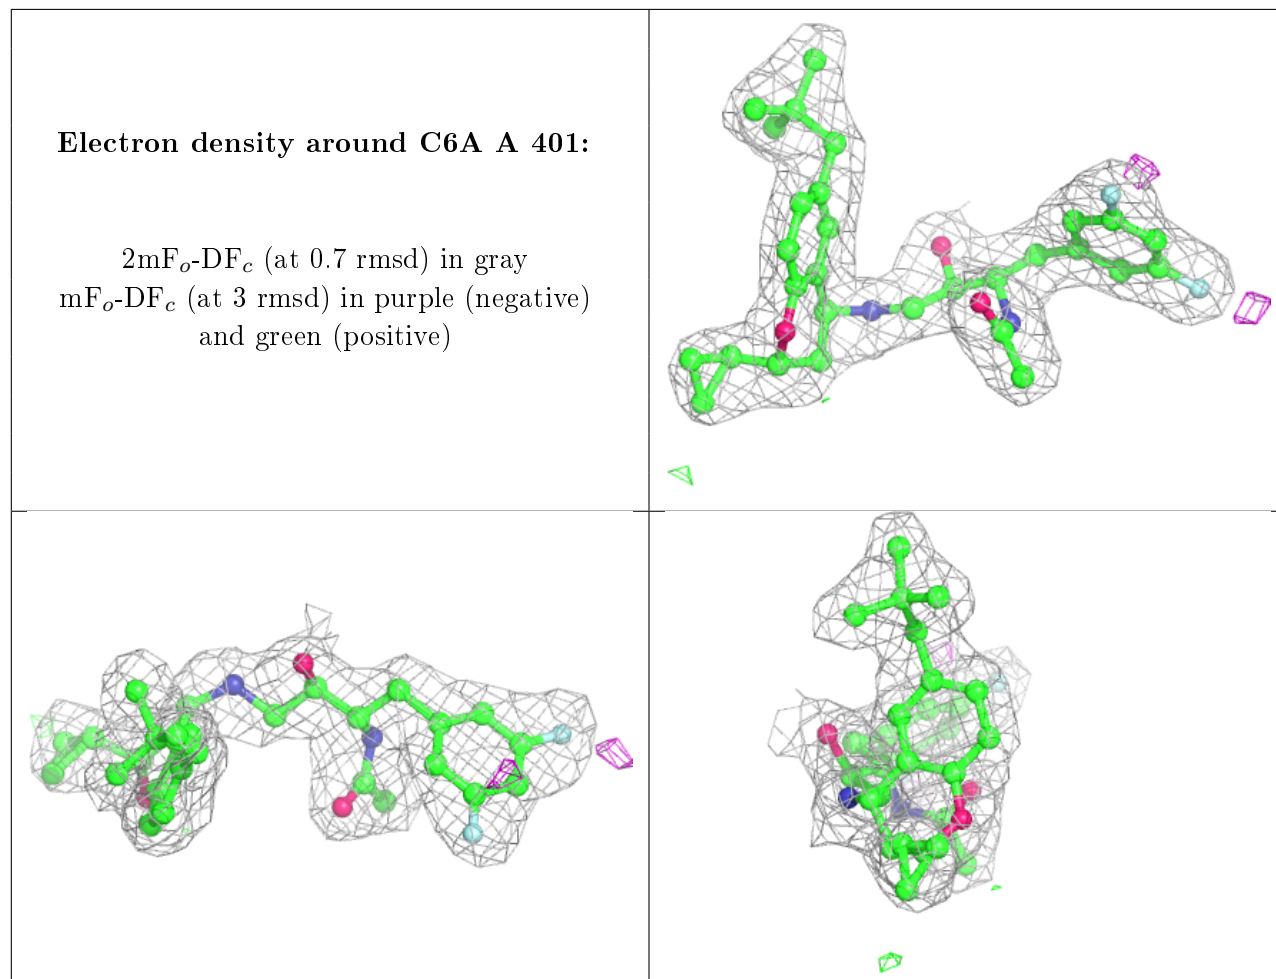 Electron density around C6A A 401:
2mFo-DFc (at 0.7 rmsd) in gray
mFo-DFc (at 3 rmsd) in purple (negative)
and green (positive)